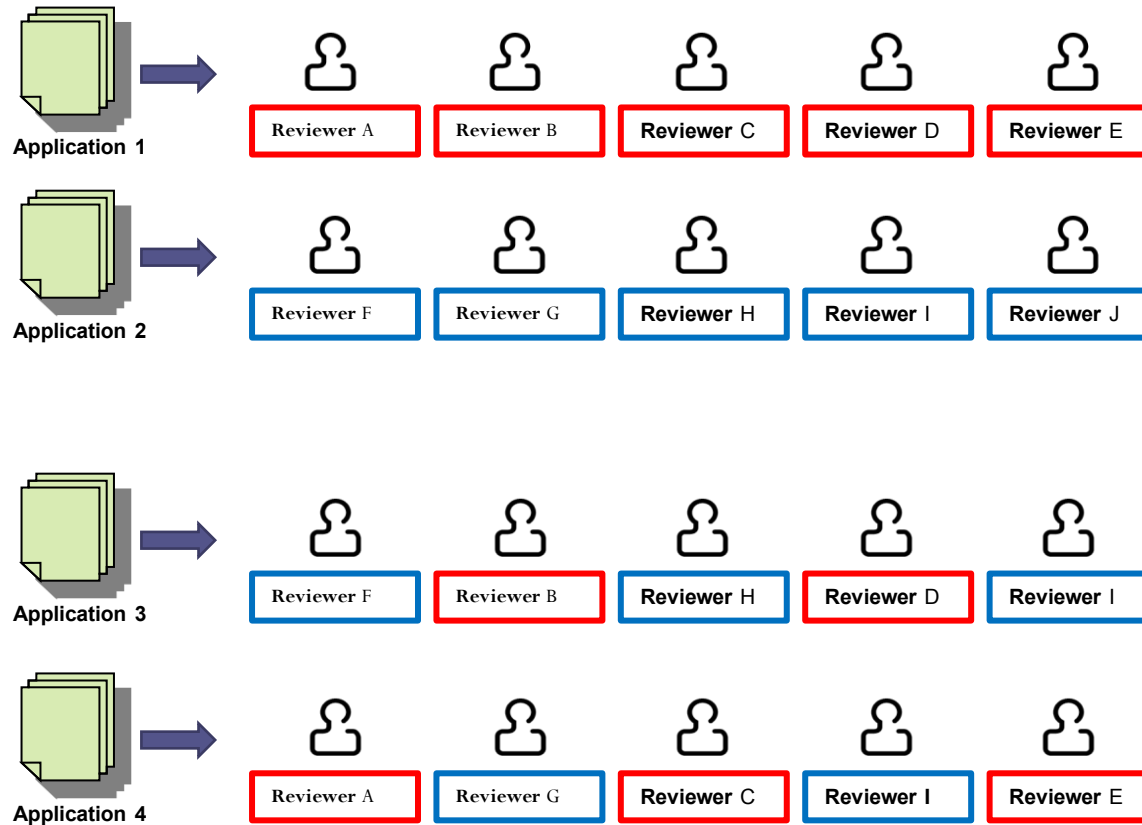 Reviewer A
Reviewer B
Reviewer C
Reviewer D
Reviewer E
Application 1
Reviewer F
Reviewer G
Reviewer H
Reviewer I
Reviewer J
Application 2
Reviewer F
Reviewer B
Reviewer H
Reviewer D
Reviewer I
Application 3
Reviewer A
Reviewer G
Reviewer C
Reviewer I
Reviewer E
Application 4